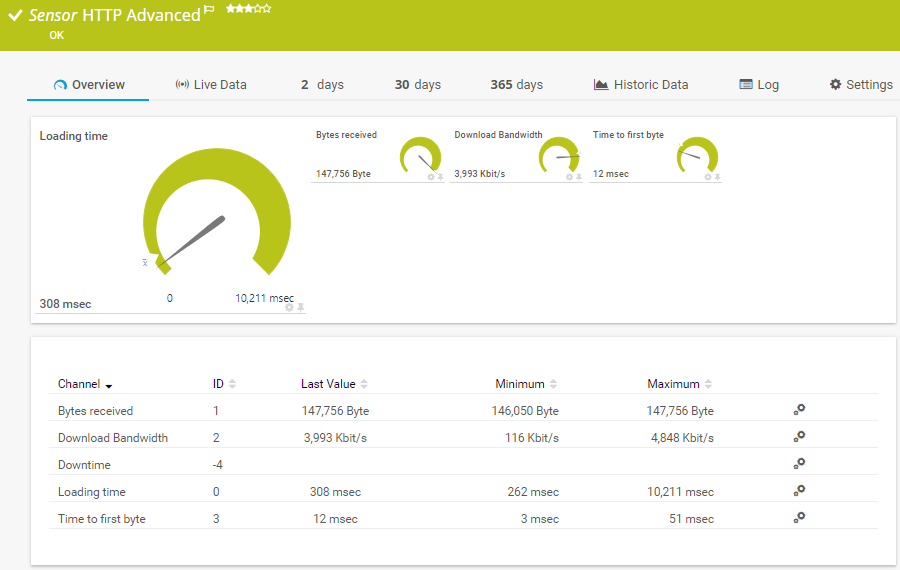 Sensor HTTP Advanced
OK
Overview Live Data 2 days 30 days 365 days Historic Data Log Settings
Loading time
Bytes received Download Bandwidth Time to first byte
147,756 Byte 3,993 Kbit/s 12 msec
x̄
0 10,211 msec
308 msec
Channel ID Last Value Minimum Maximum
Bytes received 1 147,756 Byte 146,050 Byte 147,756 Byte
Download Bandwidth 2 3,993 Kbit/s 116 Kbit/s 4,848 Kbit/s
Downtime -4
Loading time 0 308 msec 262 msec 10,211 msec
Time to first byte 3 12 msec 3 msec 51 msec